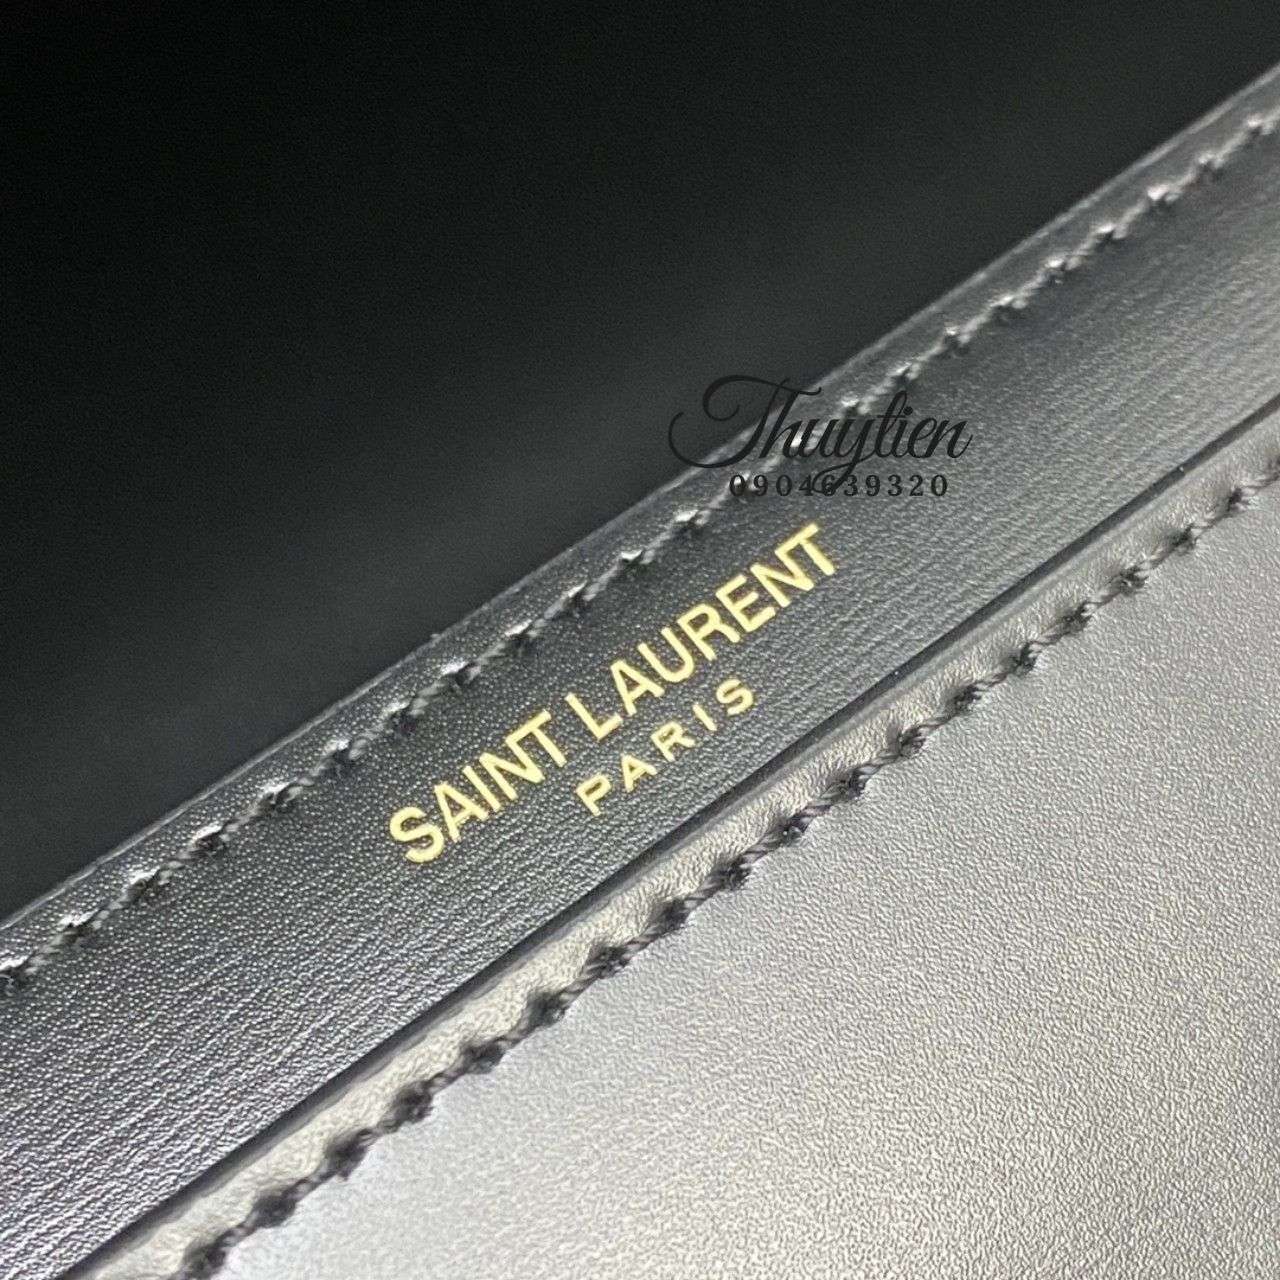 Thuytien
0904639320
SAINT LAURENT
PARIS